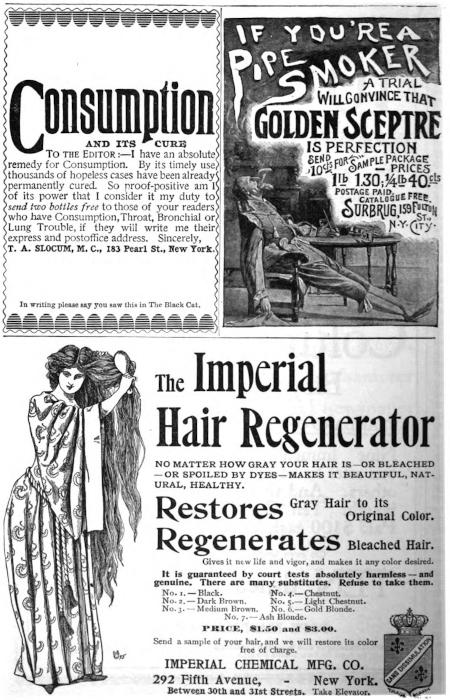 Consumption
AND ITS CURE
TO THE EDITOR:—I have an absolute
remedy for Consumption. By its timely use,
thousands of hopeless cases have been already
permanently cured. So proof-positive am I
of its power that I consider it my duty to
send two bottles free to those of your readers
who have Consumption, Throat, Bronchial or
Lung Trouble, if they will write me their
express and postoffice address. Sincerely,
T. A. SLOCUM, M. C., 183 Pearl St., New York.
In writing please say you saw this in The Black Cat.
IF YOU'RE A
PIPE SMOKER
A TRIAL
WILL CONVINCE THAT
GOLDEN SCEPTRE
IS PERFECTION
SEND 10CTS FOR A SAMPLE PACKAGE
— PRICES
1 lb 1.30; ¼ lb 40cts
POSTAGE PAID.
CATALOGUE FREE.
SURBRUG, 159 FULTON
ST.,
N.Y. CITY.
The Imperial
Hair Regenerator
NO MATTER HOW GRAY YOUR HAIR IS—OR BLEACHED
—OR SPOILED BY DYES—MAKES IT BEAUTIFUL, NAT-
URAL, HEALTHY.
Restores Gray Hair to its
Original Color.
Regenerates Bleached Hair.
Gives it new life and vigor, and makes it any color desired.
It is guaranteed by court tests absolutely harmless—and
genuine. There are many substitutes. Refuse to take them.
No. 1.—Black. No. 4.—Chestnut.
No. 2.—Dark Brown. No. 5.—Light Chestnut.
No. 3.—Medium Brown. No. 6.—Gold Blonde.
No. 7.—Ash Blonde.
PRICE, $1.50 and $3.00.
Send a sample of your hair, and we will restore its color
free of charge.
IMPERIAL CHEMICAL MFG. CO.
292 Fifth Avenue, - New York.
Between 30th and 31st Streets. Take Elevator.
SANS DISSIMULATION